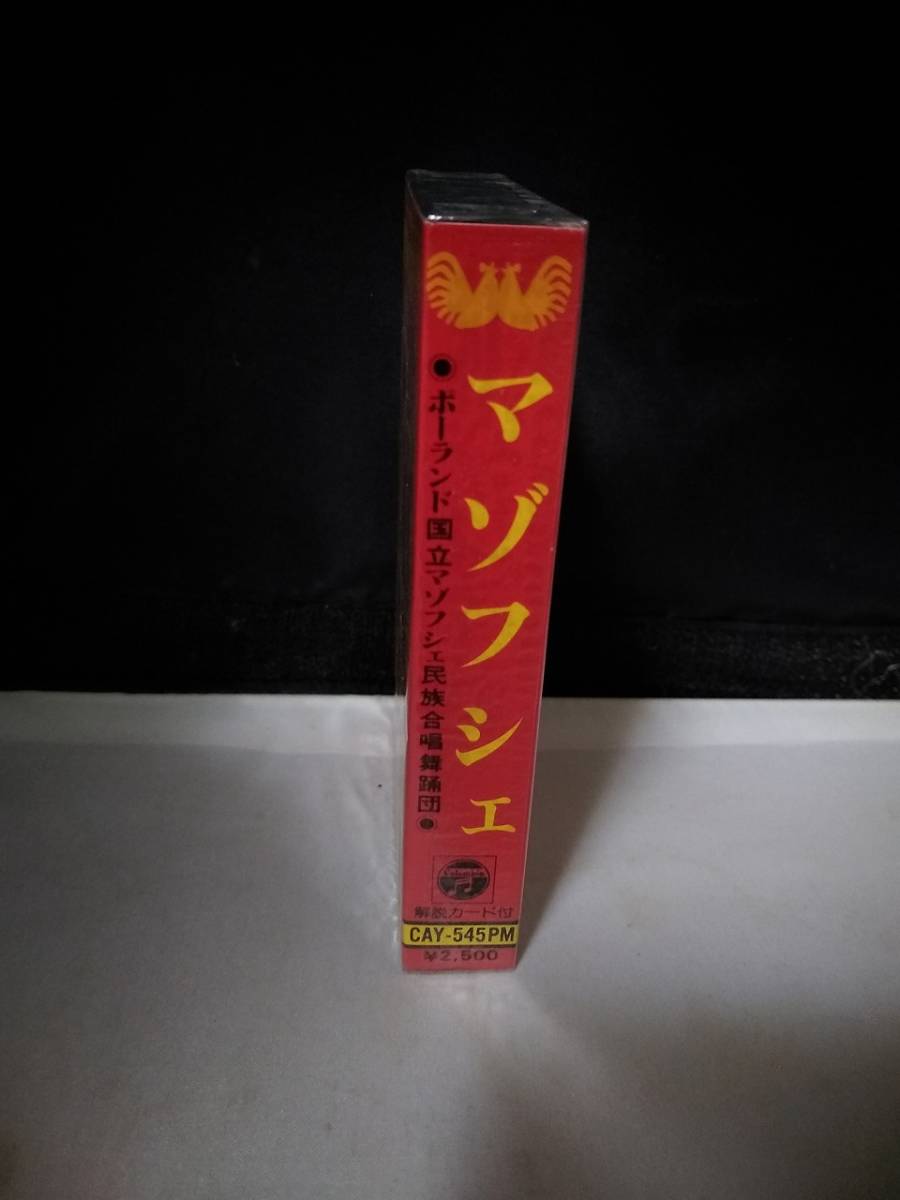 マゾフシェ
●ポーランド国立マゾフシェ民族合唱舞踊団●
Columbia
解説カード付
CAY-545PM
¥2,500